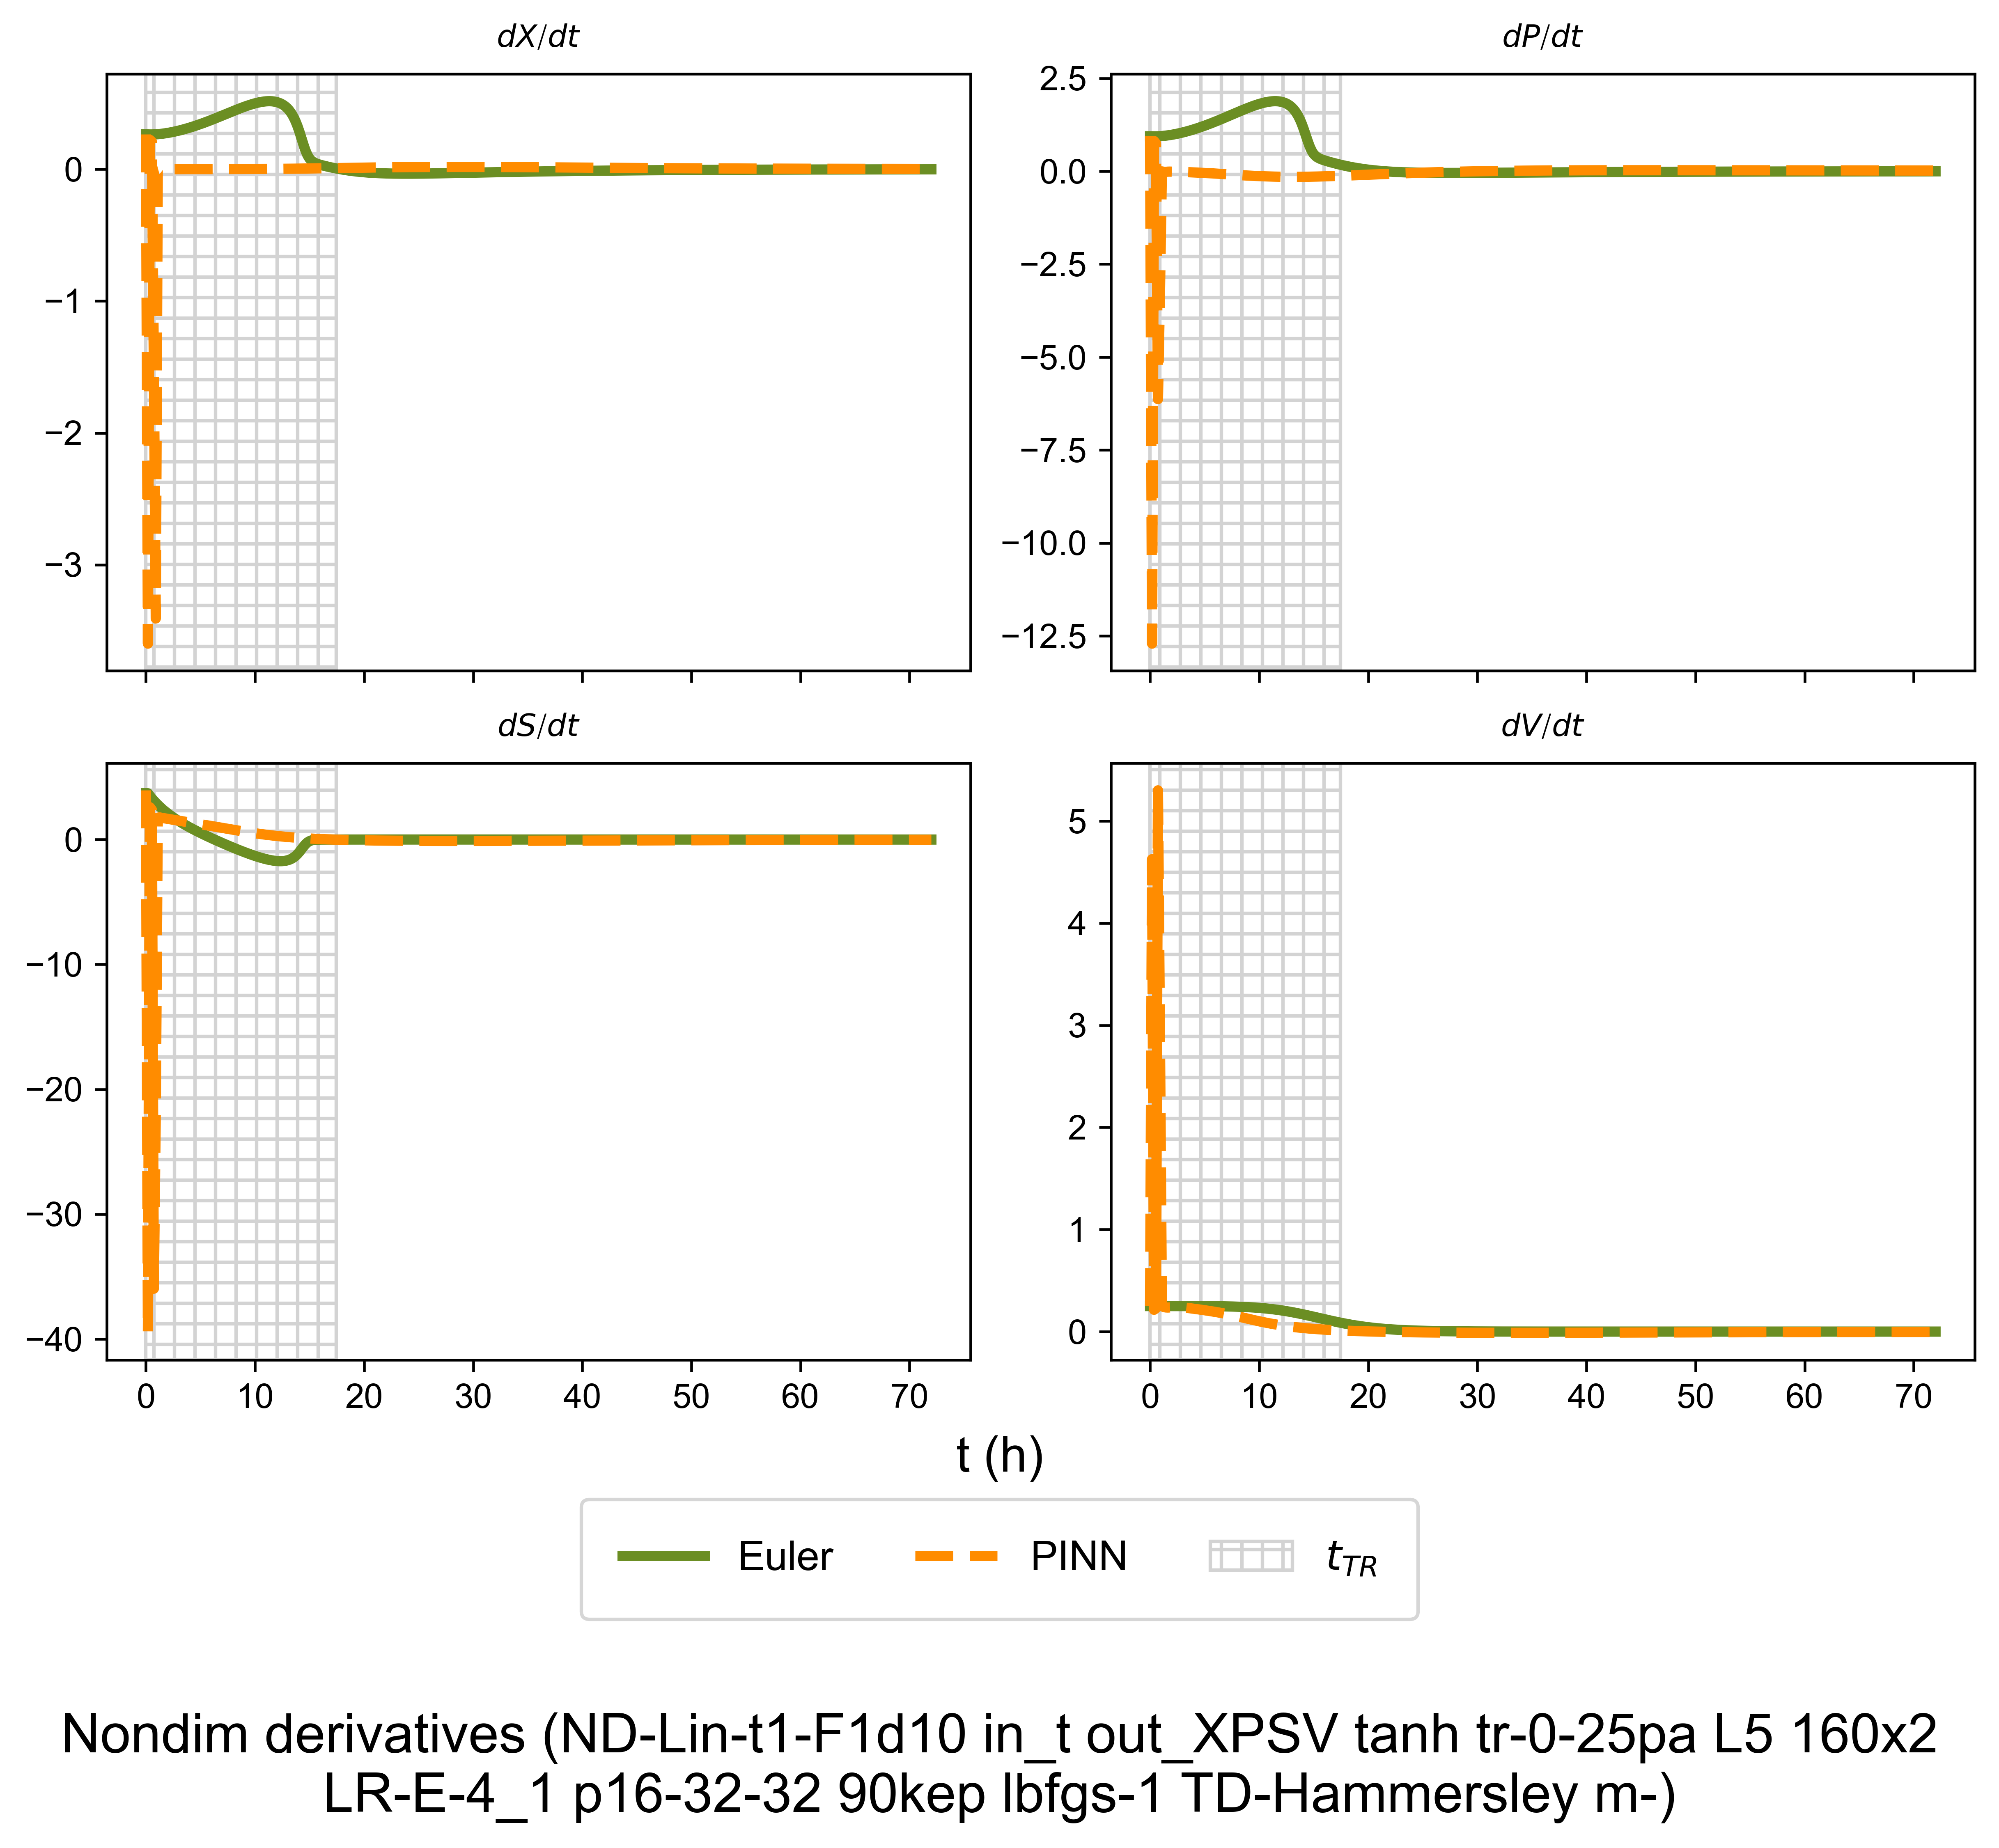 dX/dt
dP/dt
0
−1
−2
−3
2.5
0.0
−2.5
−5.0
−7.5
−10.0
−12.5
dS/dt
dV/dt
0
−10
−20
−30
−40
0 10 20 30 40 50 60 70
5
4
3
2
1
0
0 10 20 30 40 50 60 70
t (h)
Euler PINN t_TR
Nondim derivatives (ND-Lin-t1-F1d10 in_t out_XPSV tanh tr-0-25pa L5 160x2
LR-E-4_1 p16-32-32 90kep lbfgs-1 TD-Hammersley m-)